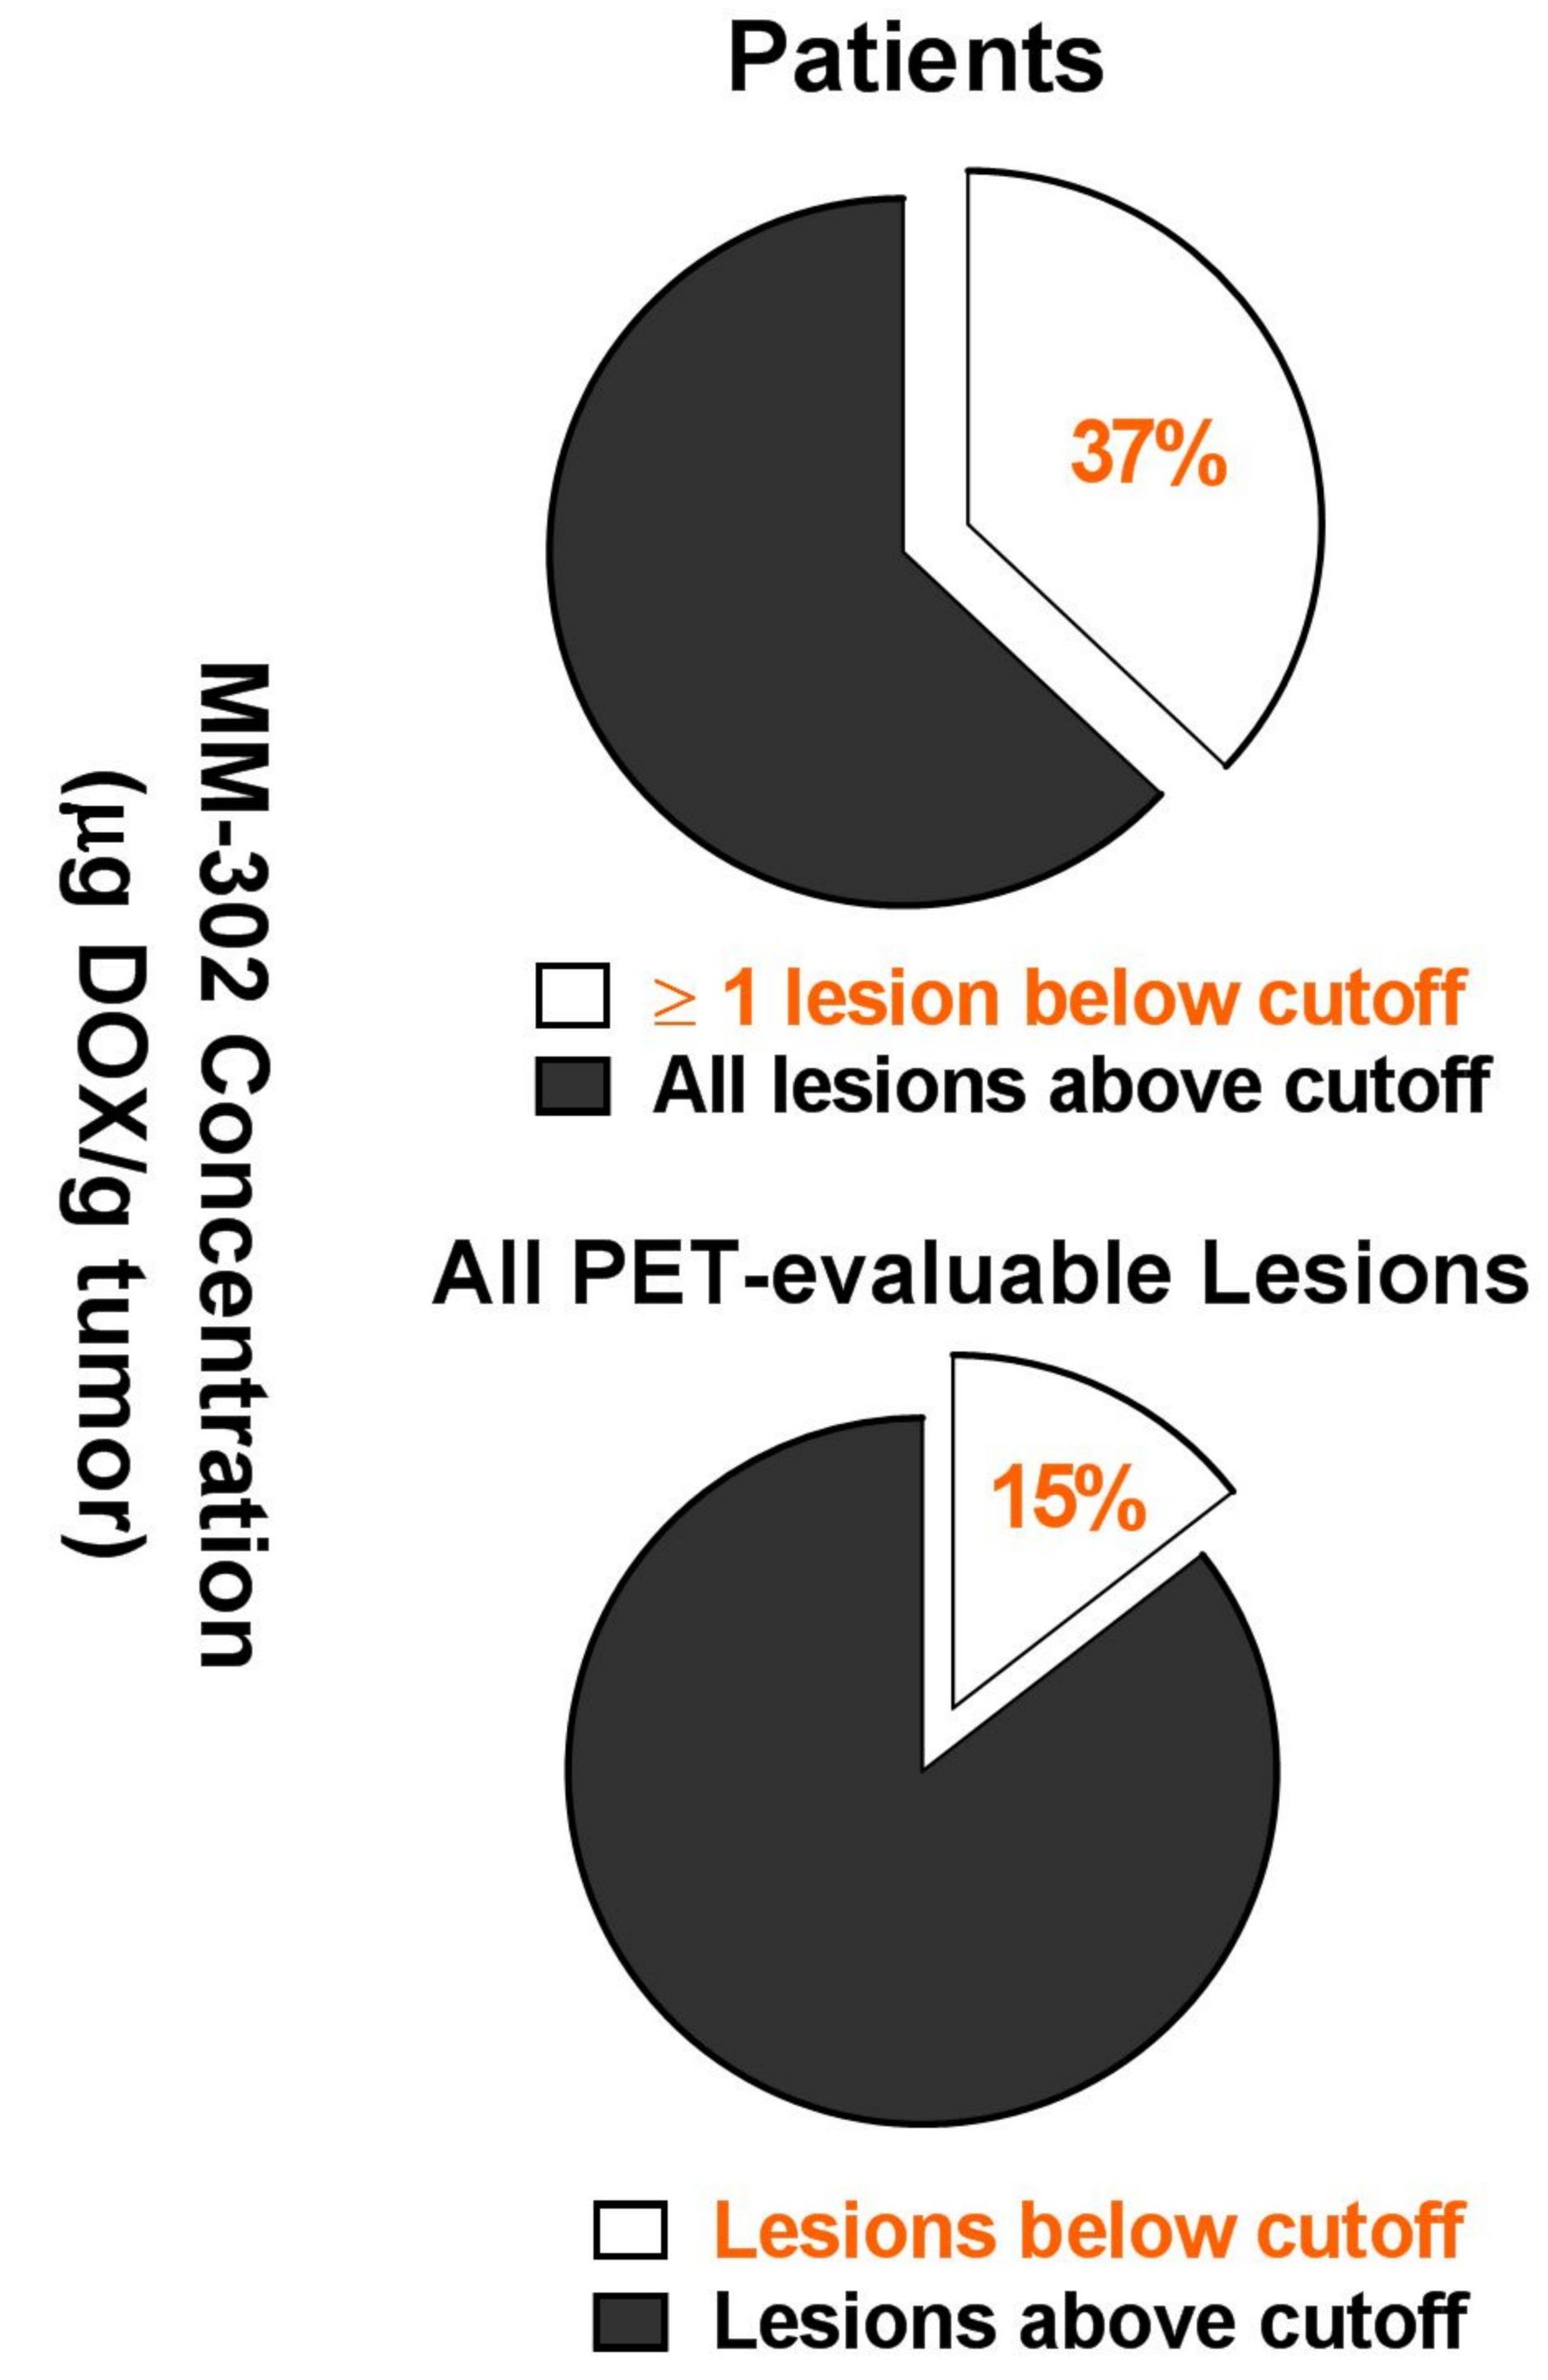 Patients
37%
≥ 1 lesion below cutoff
All lesions above cutoff
MM-302 Concentration
(µg DOX/g tumor)
All PET-evaluable Lesions
15%
Lesions below cutoff
Lesions above cutoff